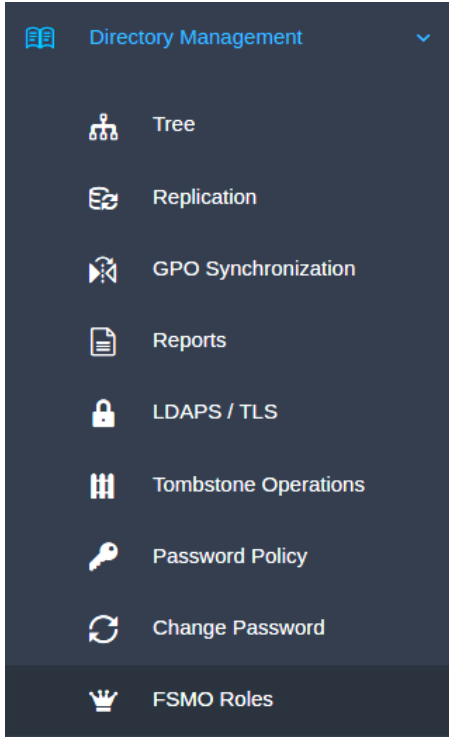 Directory Management
Tree
Replication
GPO Synchronization
Reports
LDAPS / TLS
Tombstone Operations
Password Policy
Change Password
FSMO Roles